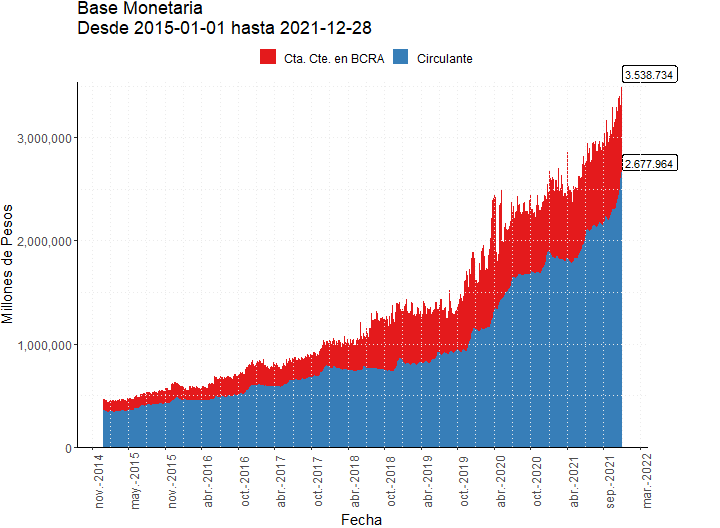 Base Monetaria
Desde 2015-01-01 hasta 2021-12-28
Cta. Cte. en BCRA
Circulante
3.538.734
2.677.964
3,000,000
2,000,000
1,000,000
0
Millones de Pesos
nov.-2014
may.-2015
nov.-2015
abr.-2016
oct.-2016
abr.-2017
oct.-2017
abr.-2018
oct.-2018
abr.-2019
oct.-2019
abr.-2020
oct.-2020
abr.-2021
sep.-2021
mar.-2022
Fecha